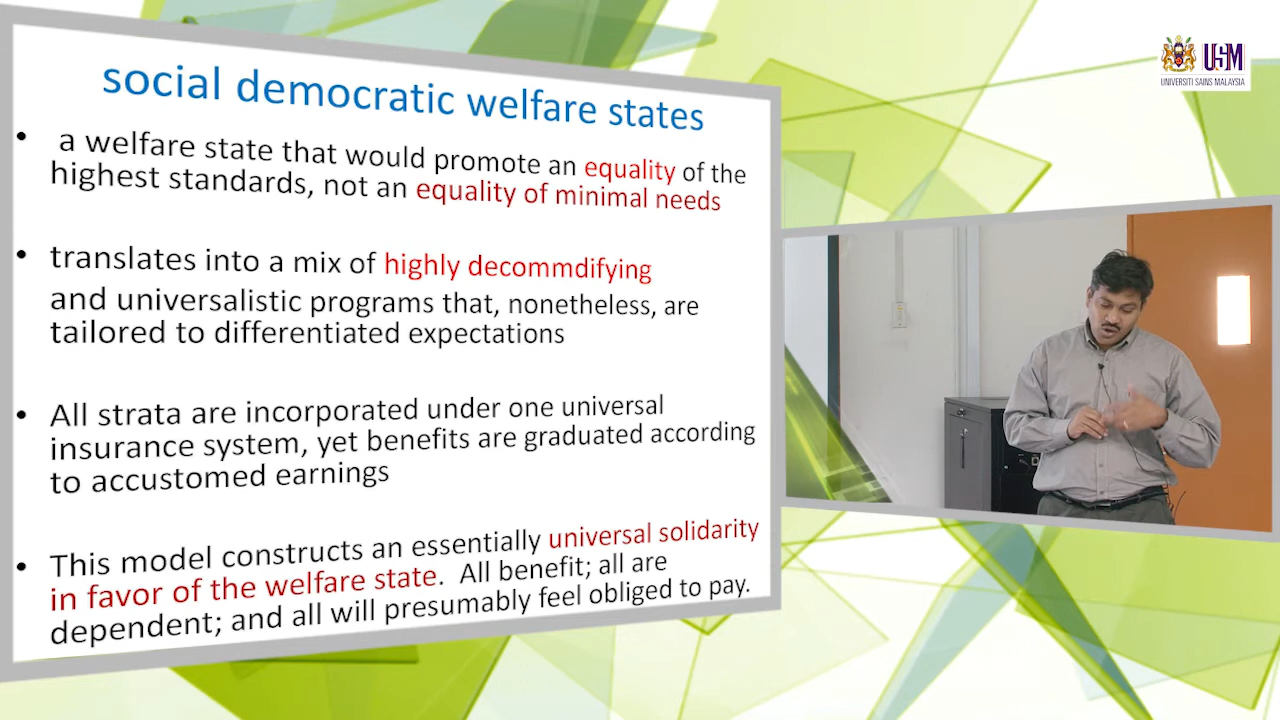 social democratic welfare states
• a welfare state that would promote an equality of the
highest standards, not an equality of minimal needs
• translates into a mix of highly decommdifying
and universalistic programs that, nonetheless, are
tailored to differentiated expectations
• All strata are incorporated under one universal
insurance system, yet benefits are graduated according
to accustomed earnings
• This model constructs an essentially universal solidarity
in favor of the welfare state. All benefit; all are
dependent; and all will presumably feel obliged to pay.
USM
UNIVERSITI SAINS MALAYSIA